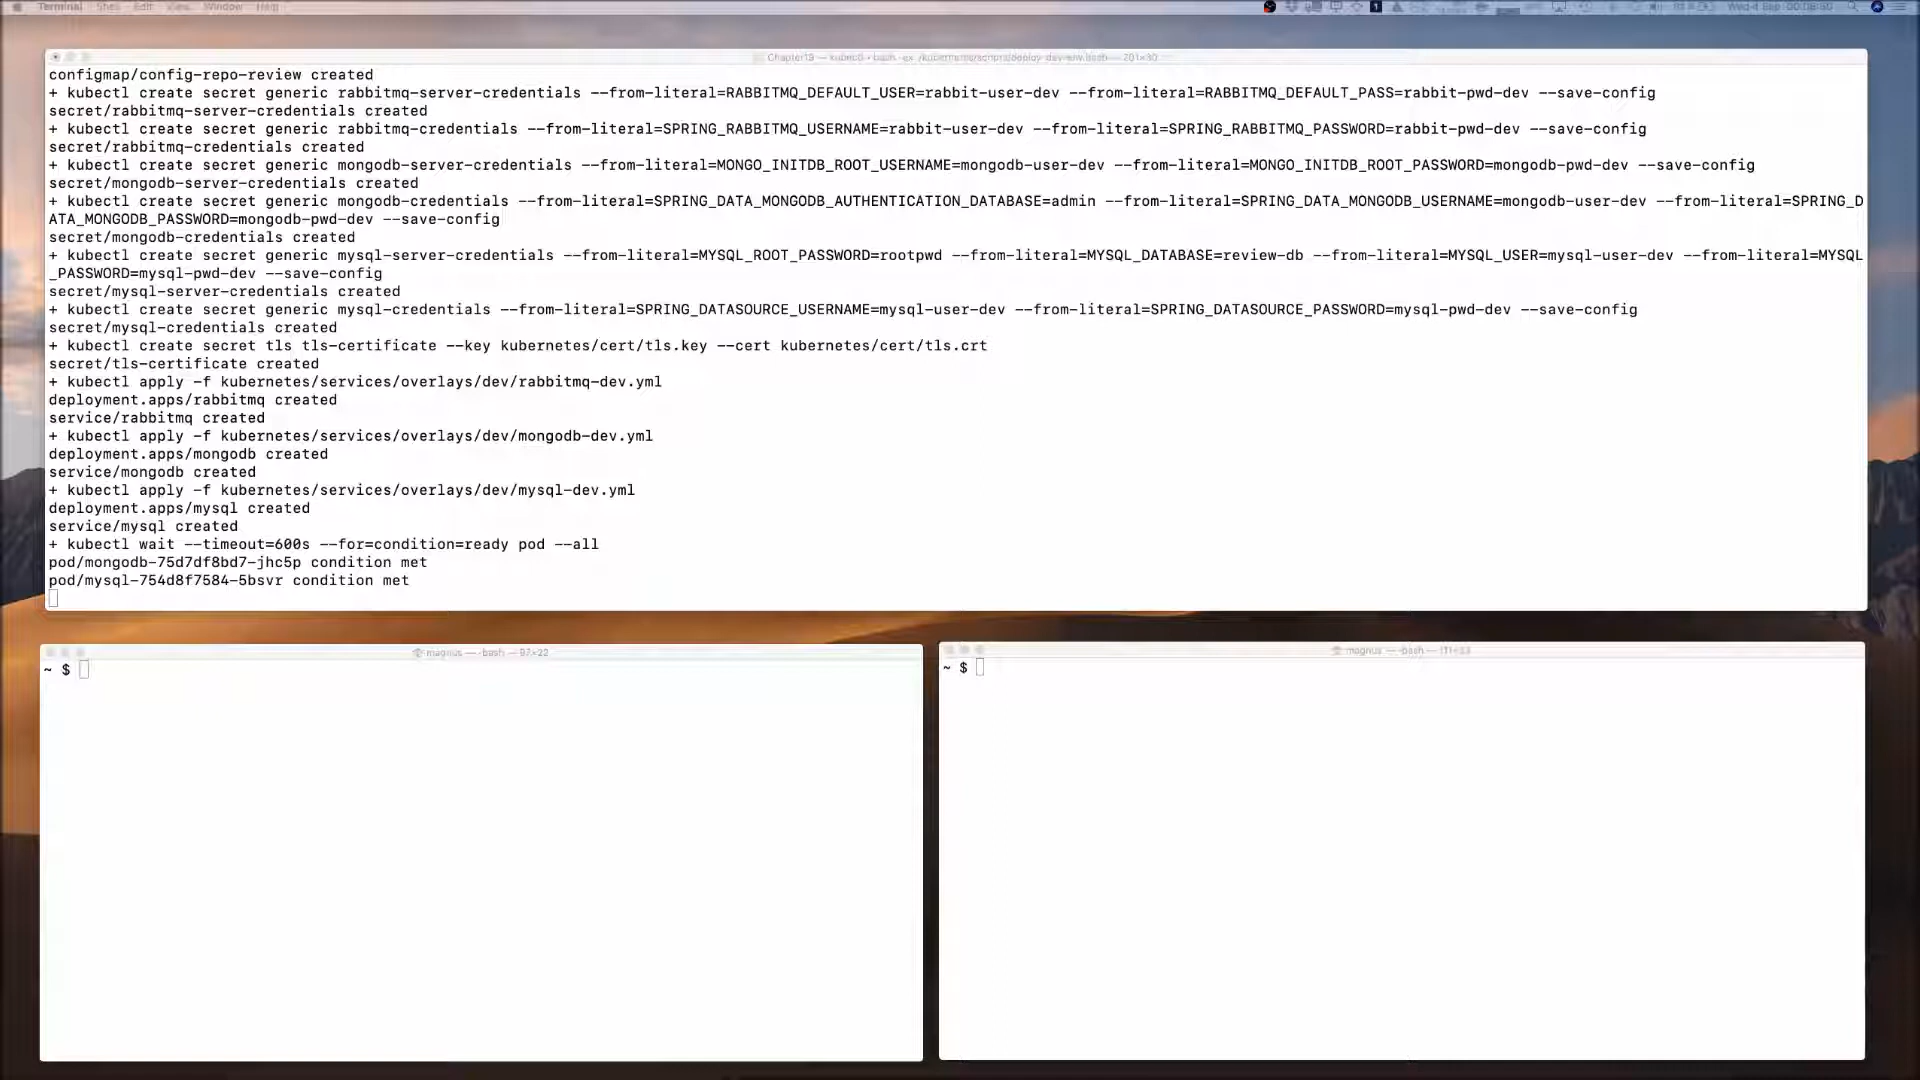 Terminal Shell Edit View Window Help
configmap/config-repo-review created
+ kubectl create secret generic rabbitmq-server-credentials --from-literal=RABBITMQ_DEFAULT_USER=rabbit-user-dev --from-literal=RABBITMQ_DEFAULT_PASS=rabbit-pwd-dev --save-config
secret/rabbitmq-server-credentials created
+ kubectl create secret generic rabbitmq-credentials --from-literal=SPRING_RABBITMQ_USERNAME=rabbit-user-dev --from-literal=SPRING_RABBITMQ_PASSWORD=rabbit-pwd-dev --save-config
secret/rabbitmq-credentials created
+ kubectl create secret generic mongodb-server-credentials --from-literal=MONGO_INITDB_ROOT_USERNAME=mongodb-user-dev --from-literal=MONGO_INITDB_ROOT_PASSWORD=mongodb-pwd-dev --save-config
secret/mongodb-server-credentials created
+ kubectl create secret generic mongodb-credentials --from-literal=SPRING_DATA_MONGODB_AUTHENTICATION_DATABASE=admin --from-literal=SPRING_DATA_MONGODB_USERNAME=mongodb-user-dev --from-literal=SPRING_D
ATA_MONGODB_PASSWORD=mongodb-pwd-dev --save-config
secret/mongodb-credentials created
+ kubectl create secret generic mysql-server-credentials --from-literal=MYSQL_ROOT_PASSWORD=rootpwd --from-literal=MYSQL_DATABASE=review-db --from-literal=MYSQL_USER=mysql-user-dev --from-literal=MYSQL
_PASSWORD=mysql-pwd-dev --save-config
secret/mysql-server-credentials created
+ kubectl create secret generic mysql-credentials --from-literal=SPRING_DATASOURCE_USERNAME=mysql-user-dev --from-literal=SPRING_DATASOURCE_PASSWORD=mysql-pwd-dev --save-config
secret/mysql-credentials created
+ kubectl create secret tls tls-certificate --key kubernetes/cert/tls.key --cert kubernetes/cert/tls.crt
secret/tls-certificate created
+ kubectl apply -f kubernetes/services/overlays/dev/rabbitmq-dev.yml
deployment.apps/rabbitmq created
service/rabbitmq created
+ kubectl apply -f kubernetes/services/overlays/dev/mongodb-dev.yml
deployment.apps/mongodb created
service/mongodb created
+ kubectl apply -f kubernetes/services/overlays/dev/mysql-dev.yml
deployment.apps/mysql created
service/mysql created
+ kubectl wait --timeout=600s --for=condition=ready pod --all
pod/mongodb-75d7df8bd7-jhc5p condition met
pod/mysql-754d8f7584-5bsvr condition met
magnus — -bash — 97×22
~ $
magnus — -bash —
~ $